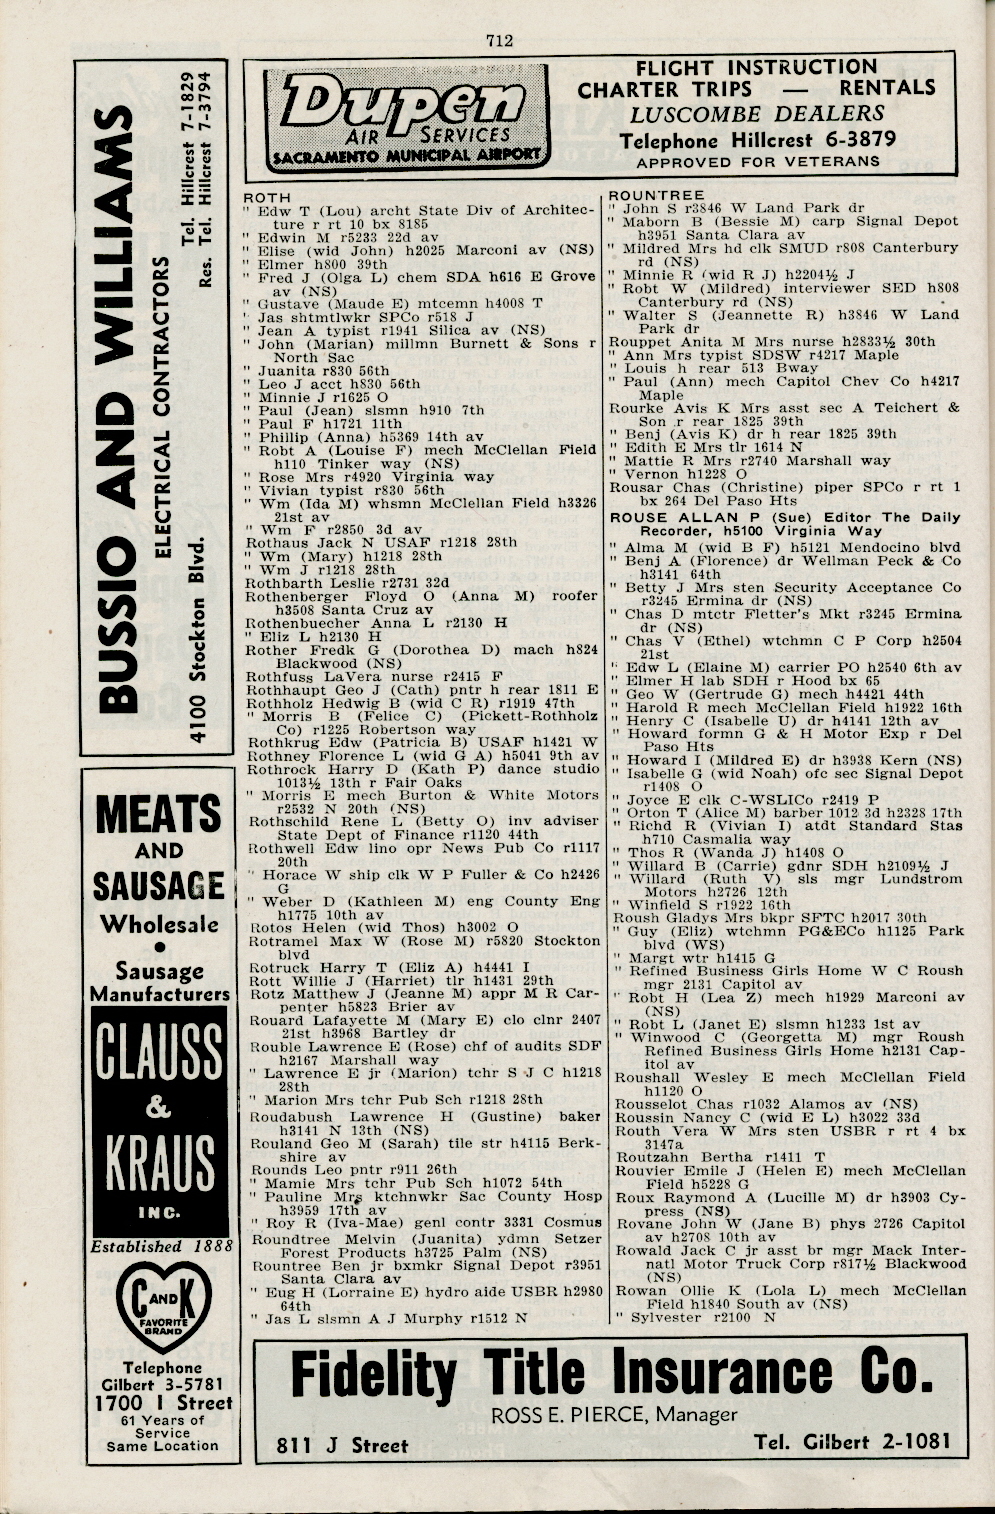 712
BUSSIO AND WILLIAMS
ELECTRICAL CONTRACTORS
4100 Stockton Blvd.
Tel. Hillcrest 7-1829
Res. Tel. Hillcrest 7-3794
MEATS
AND
SAUSAGE
Wholesale
•
Sausage
Manufacturers
CLAUSS
&
KRAUS
INC.
Established 1888
C AND K
FAVORITE
BRAND
Telephone
Gilbert 3-5781
1700 I Street
61 Years of
Service
Same Location
Dupen
AIR SERVICES
SACRAMENTO MUNICIPAL AIRPORT
FLIGHT INSTRUCTION
CHARTER TRIPS — RENTALS
LUSCOMBE DEALERS
Telephone Hillcrest 6-3879
APPROVED FOR VETERANS
ROTH
" Edw T (Lou) archt State Div of Architec-
ture r rt 10 bx 8185
" Edwin M r5233 22d av
" Elise (wid John) h2025 Marconi av (NS)
" Elmer h800 39th
" Fred J (Olga L) chem SDA h616 E Grove
av (NS)
" Gustave (Maude E) mtcemn h4008 T
' Jas shtmtlwkr SPCo r518 J
" Jean A typist r1941 Silica av (NS)
" John (Marian) millmn Burnett & Sons r
North Sac
" Juanita r830 56th
" Leo J acct h830 56th
" Minnie J r1625 O
" Paul (Jean) slsmn h910 7th
" Paul F h1721 11th
" Phillip (Anna) h5369 14th av
" Robt A (Louise F) mech McClellan Field
h110 Tinker way (NS)
" Rose Mrs r4920 Virginia way
" Vivian typist r830 56th
" Wm (Ida M) whsmn McClellan Field h3326
21st av
" Wm F r2850 3d av
Rothaus Jack N USAF r1218 28th
" Wm (Mary) h1218 28th
" Wm J r1218 28th
Rothbarth Leslie r2731 32d
Rothenberger Floyd O (Anna M) roofer
h3508 Santa Cruz av
Rothenbuecher Anna L r2130 H
" Eliz L h2130 H
Rother Fredk G (Dorothea D) mach h824
Blackwood (NS)
Rothfuss LaVera nurse r2415 F
Rothhaupt Geo J (Cath) pntr h rear 1811 E
Rothholz Hedwig B (wid C R) r1919 47th
" Morris B (Felice C) (Pickett-Rothholz
Co) r1225 Robertson way
Rothkrug Edw (Patricia B) USAF h1421 W
Rothney Florence L (wid G A) h5041 9th av
Rothrock Harry D (Kath P) dance studio
1013½ 13th r Fair Oaks
" Morris E mech Burton & White Motors
r2532 N 20th (NS)
Rothschild Rene L (Betty O) inv adviser
State Dept of Finance r1120 44th
Rothwell Edw lino opr News Pub Co r1117
20th
" Horace W ship clk W P Fuller & Co h2426
G
" Weber D (Kathleen M) eng County Eng
h1775 10th av
Rotos Helen (wid Thos) h3002 O
Rotramel Max W (Rose M) r5820 Stockton
blvd
Rotruck Harry T (Eliz A) h4441 I
Rott Willie J (Harriet) tlr h1431 29th
Rotz Matthew J (Jeanne M) appr M R Car-
penter h5823 Brier av
Rouard Lafayette M (Mary E) clo clnr 2407
21st h3968 Bartley dr
Rouble Lawrence E (Rose) chf of audits SDF
h2167 Marshall way
" Lawrence E jr (Marion) tchr S J C h1218
28th
" Marion Mrs tchr Pub Sch r1218 28th
Roudabush Lawrence H (Gustine) baker
h3141 N 13th (NS)
Rouland Geo M (Sarah) tile str h4115 Berk-
shire av
Rounds Leo pntr r911 26th
" Mamie Mrs tchr Pub Sch h1072 54th
" Pauline Mrs ktchnwkr Sac County Hosp
h3959 17th av
" Roy R (Iva-Mae) genl contr 3331 Cosmus
Roundtree Melvin (Juanita) ydmn Setzer
Forest Products h3725 Palm (NS)
Rountree Ben jr bxmkr Signal Depot r3951
Santa Clara av
" Eug H (Lorraine E) hydro aide USBR h2980
64th
" Jas L slsmn A J Murphy r1512 N
ROUNTREE
" John S r3846 W Land Park dr
" Maborn B (Bessie M) carp Signal Depot
h3951 Santa Clara av
" Mildred Mrs hd clk SMUD r808 Canterbury
rd (NS)
" Minnie R (wid R J) h2204½ J
" Robt W (Mildred) interviewer SED h808
Canterbury rd (NS)
" Walter S (Jeannette R) h3846 W Land
Park dr
Rouppet Anita M Mrs nurse h2833½ 30th
" Ann Mrs typist SDSW r4217 Maple
" Louis h rear 513 Bway
" Paul (Ann) mech Capitol Chev Co h4217
Maple
Rourke Avis K Mrs asst sec A Teichert &
Son r rear 1825 39th
" Benj (Avis K) dr h rear 1825 39th
" Edith E Mrs tlr 1614 N
" Mattie R Mrs r2740 Marshall way
" Vernon h1228 O
Rousar Chas (Christine) piper SPCo r rt 1
bx 264 Del Paso Hts
ROUSE ALLAN P (Sue) Editor The Daily
Recorder, h5100 Virginia Way
" Alma M (wid B F) h5121 Mendocino blvd
" Benj A (Florence) dr Wellman Peck & Co
h3141 64th
" Betty J Mrs sten Security Acceptance Co
r3245 Ermina dr (NS)
" Chas D mtctr Fletter's Mkt r3245 Ermina
dr (NS)
" Chas V (Ethel) wtchmn C P Corp h2504
21st
" Edw L (Elaine M) carrier PO h2540 6th av
" Elmer H lab SDH r Hood bx 65
" Geo W (Gertrude G) mech h4421 44th
" Harold R mech McClellan Field h1922 16th
" Henry C (Isabelle U) dr h4141 12th av
" Howard formn G & H Motor Exp r Del
Paso Hts
" Howard I (Mildred E) dr h3938 Kern (NS)
" Isabelle G (wid Noah) ofc sec Signal Depot
r1408 O
" Joyce E clk C-WSLICo r2419 P
" Orton T (Alice M) barber 1012 3d h2328 17th
" Richd R (Vivian I) atdt Standard Stas
h710 Casmalia way
" Thos R (Wanda J) h1408 O
" Willard B (Carrie) gdnr SDH h2109½ J
" Willard (Ruth V) sls mgr Lundstrom
Motors h2726 12th
" Winfield S r1922 16th
Roush Gladys Mrs bkpr SFTC h2017 30th
" Guy (Eliz) wtchmn PG&ECo h1125 Park
blvd (WS)
" Margt wtr h1415 G
" Refined Business Girls Home W C Roush
mgr 2131 Capitol av
" Robt H (Lea Z) mech h1929 Marconi av
(NS)
" Robt L (Janet E) slsmn h1233 1st av
" Winwood C (Georgetta M) mgr Roush
Refined Business Girls Home h2131 Cap-
itol av
Roushall Wesley E mech McClellan Field
h1120 O
Rousselot Chas r1032 Alamos av (NS)
Roussin Nancy C (wid E L) h3022 33d
Routh Vera W Mrs sten USBR r rt 4 bx
3147a
Routzahn Bertha r1411 T
Rouvier Emile J (Helen E) mech McClellan
Field h5228 G
Roux Raymond A (Lucille M) dr h3903 Cy-
press (NS)
Rovane John W (Jane B) phys 2726 Capitol
av h2708 10th av
Rowald Jack C jr asst br mgr Mack Inter-
natl Motor Truck Corp r817½ Blackwood
(NS)
Rowan Ollie K (Lola L) mech McClellan
Field h1840 South av (NS)
" Sylvester r2100 N
Fidelity Title Insurance Co.
ROSS E. PIERCE, Manager
811 J Street
Tel. Gilbert 2-1081